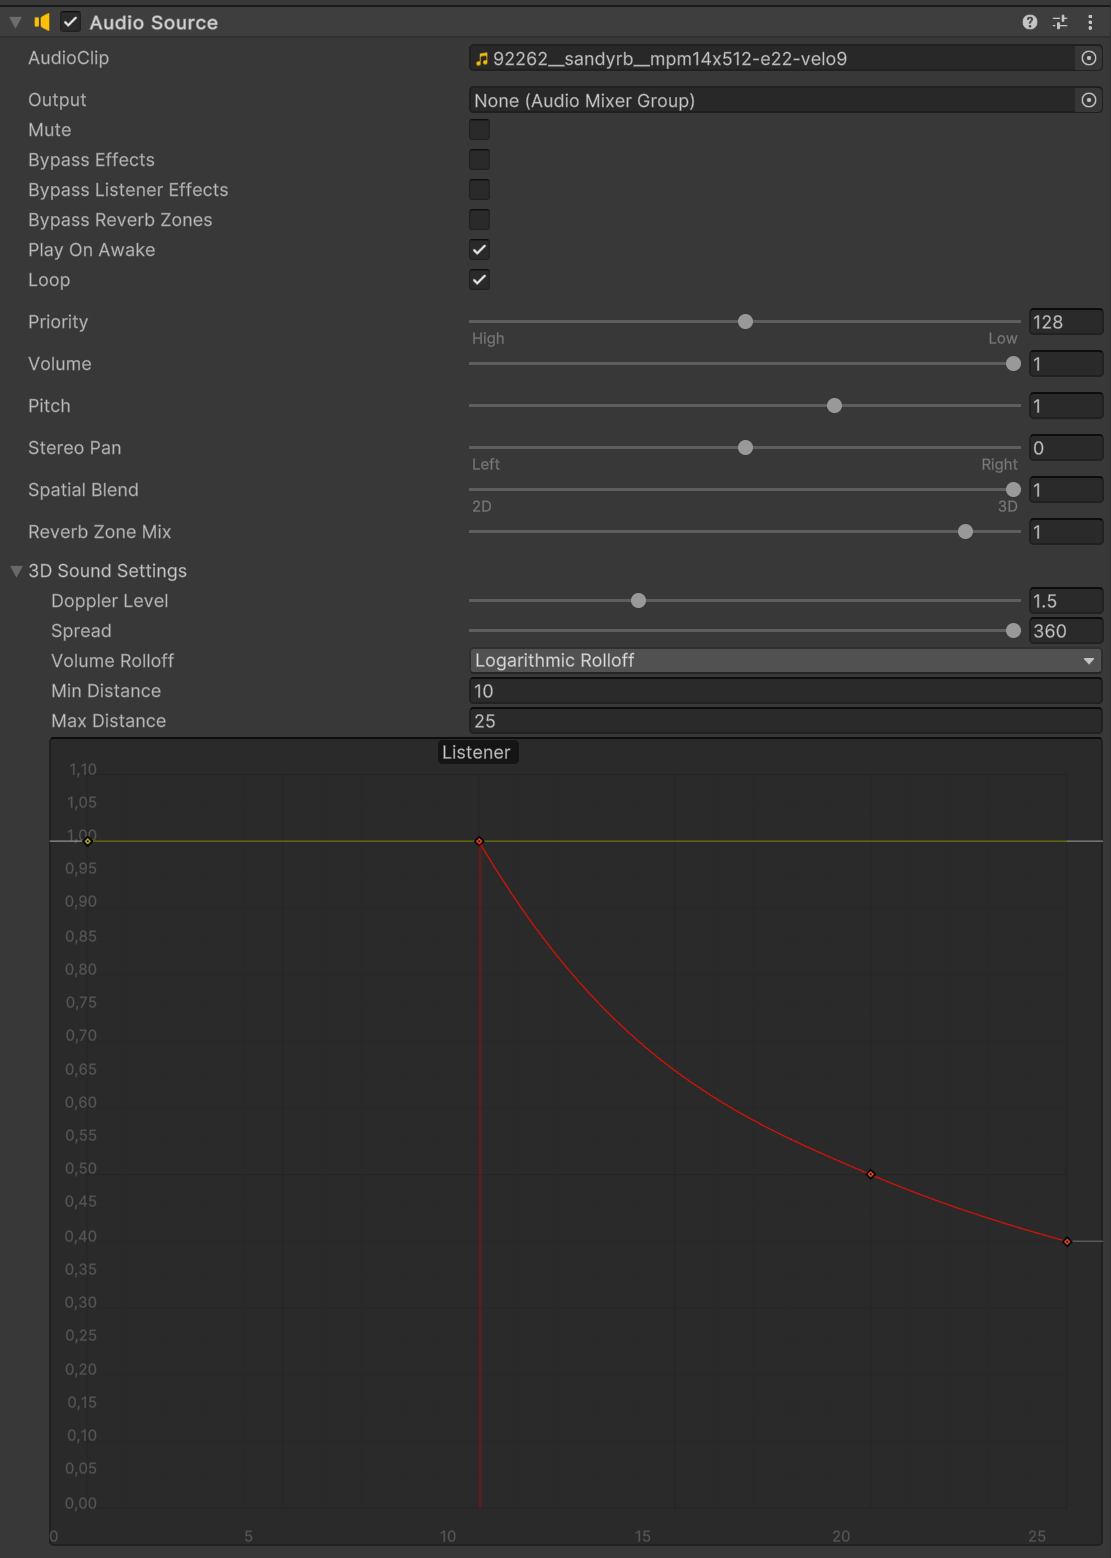 Audio Source
AudioClip 92262__sandyrb__mpm14x512-e22-velo9
Output None (Audio Mixer Group)
Mute
Bypass Effects
Bypass Listener Effects
Bypass Reverb Zones
Play On Awake
Loop
Priority 128
High Low
Volume 1
Pitch 1
Stereo Pan 0
Left Right
Spatial Blend 1
2D 3D
Reverb Zone Mix 1
3D Sound Settings
Doppler Level 1.5
Spread 360
Volume Rolloff Logarithmic Rolloff
Min Distance 10
Max Distance 25
Listener
1,10
1,05
1,00
0,95
0,90
0,85
0,80
0,75
0,70
0,65
0,60
0,55
0,50
0,45
0,40
0,35
0,30
0,25
0,20
0,15
0,10
0,05
0,00
0 5 10 15 20 25